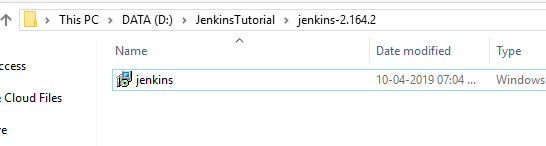 This PC > DATA (D:) > JenkinsTutorial > jenkins-2.164.2
Name Date modified Type
ccess
jenkins 10-04-2019 07:04 ... Windows
Cloud Files
ve